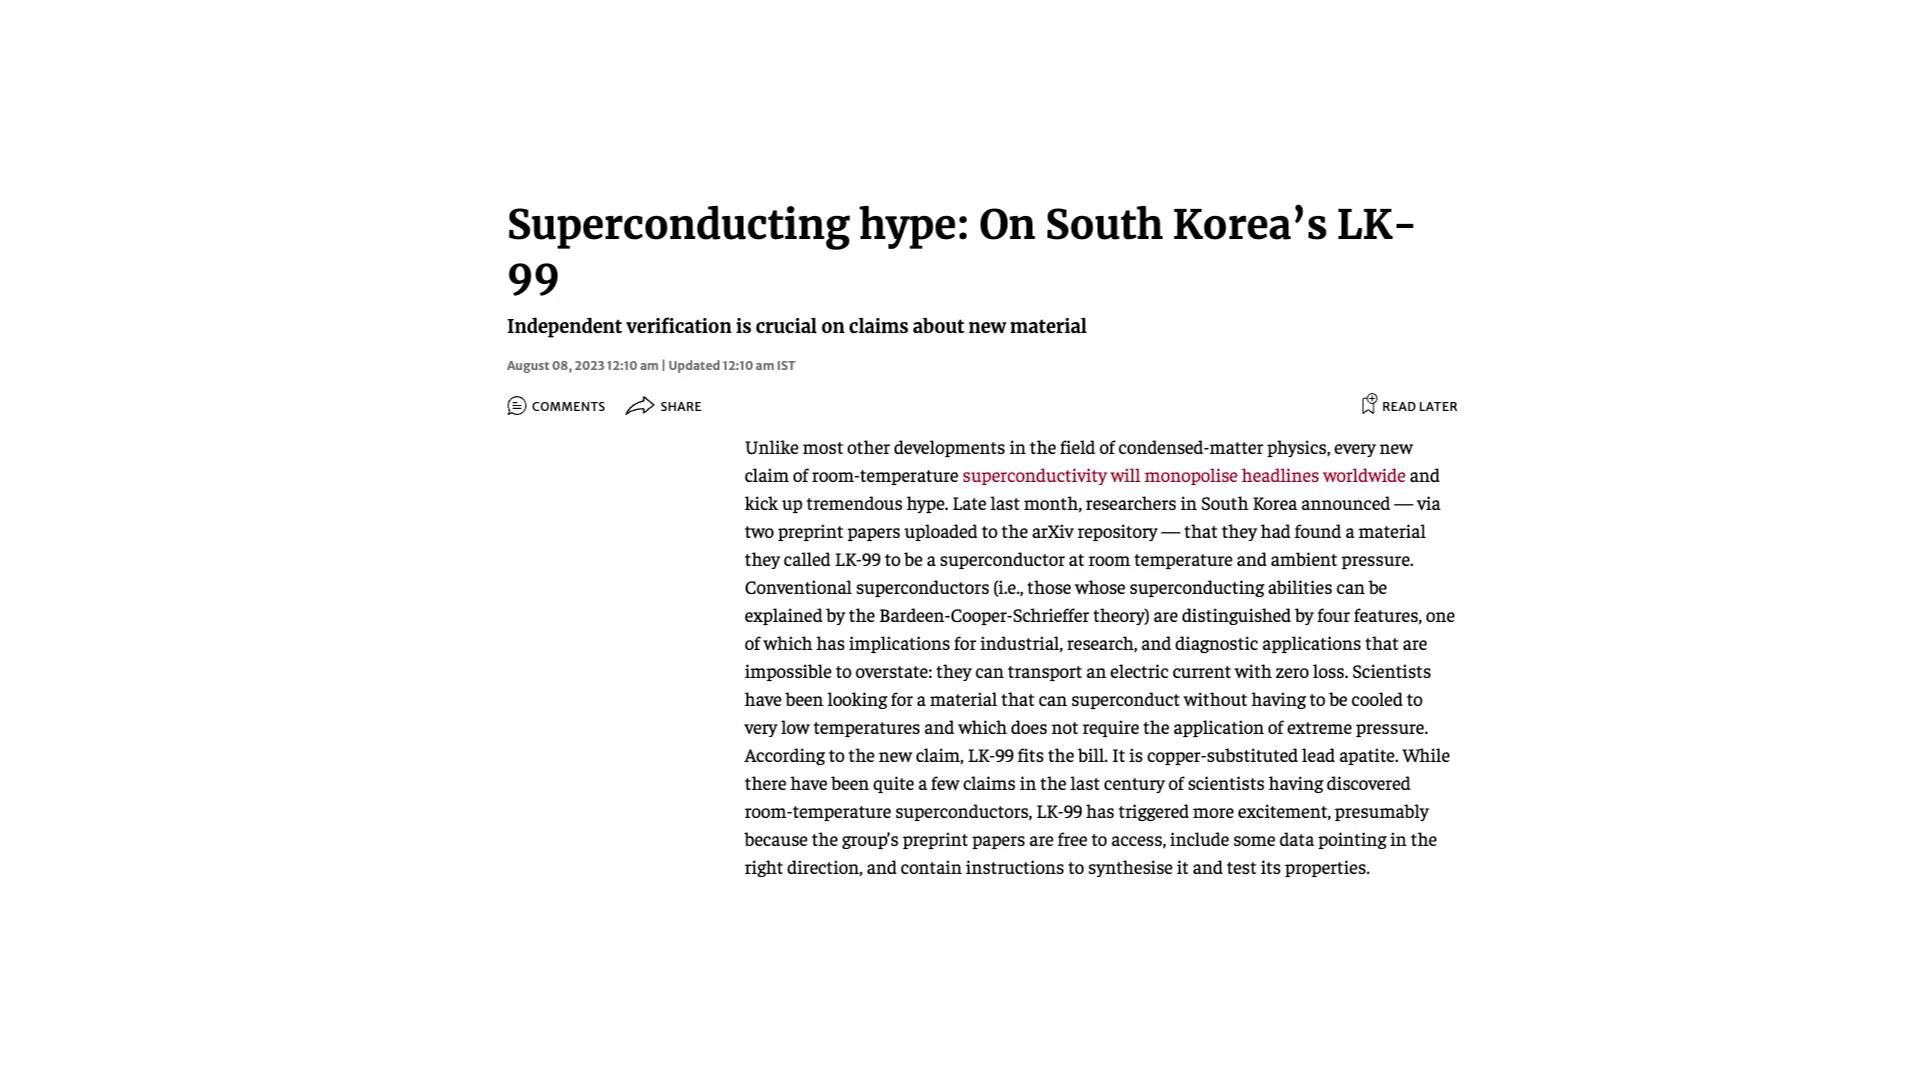 Superconducting hype: On South Korea’s LK-
99
Independent verification is crucial on claims about new material
August 08, 2023 12:10 am | Updated 12:10 am IST
COMMENTS SHARE READ LATER
Unlike most other developments in the field of condensed-matter physics, every new
claim of room-temperature superconductivity will monopolise headlines worldwide and
kick up tremendous hype. Late last month, researchers in South Korea announced — via
two preprint papers uploaded to the arXiv repository — that they had found a material
they called LK-99 to be a superconductor at room temperature and ambient pressure.
Conventional superconductors (i.e., those whose superconducting abilities can be
explained by the Bardeen-Cooper-Schrieffer theory) are distinguished by four features, one
of which has implications for industrial, research, and diagnostic applications that are
impossible to overstate: they can transport an electric current with zero loss. Scientists
have been looking for a material that can superconduct without having to be cooled to
very low temperatures and which does not require the application of extreme pressure.
According to the new claim, LK-99 fits the bill. It is copper-substituted lead apatite. While
there have been quite a few claims in the last century of scientists having discovered
room-temperature superconductors, LK-99 has triggered more excitement, presumably
because the group’s preprint papers are free to access, include some data pointing in the
right direction, and contain instructions to synthesise it and test its properties.